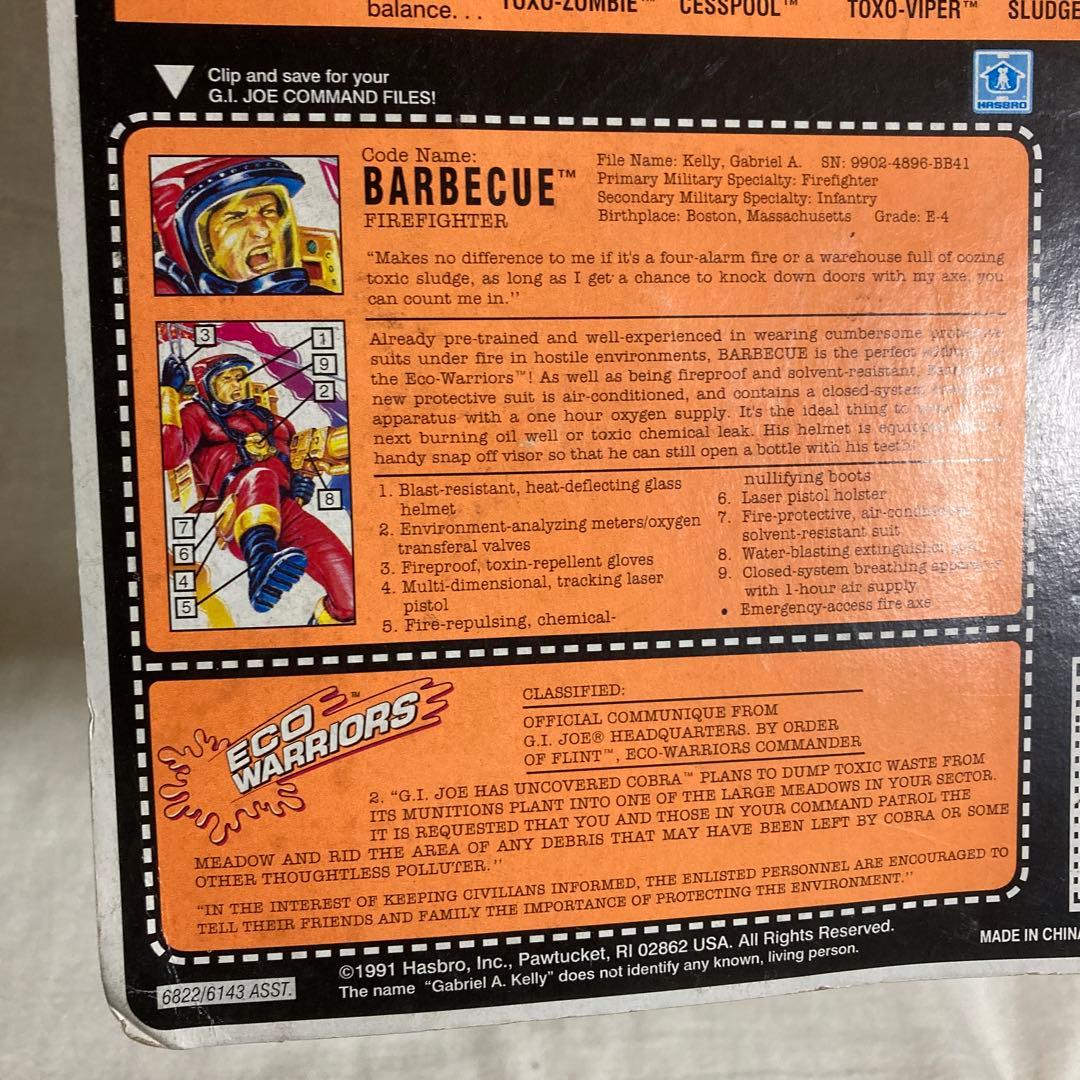 balance... TOXO-ZOMBIE™ CESSPOOL™ TOXO-VIPER™ SLUDGE
Clip and save for your
G.I. JOE COMMAND FILES!
HASBRO
Code Name:
BARBECUE™
FIREFIGHTER
File Name: Kelly, Gabriel A. SN: 9902-4896-BB41
Primary Military Specialty: Firefighter
Secondary Military Specialty: Infantry
Birthplace: Boston, Massachusetts Grade: E-4
"Makes no difference to me if it's a four-alarm fire or a warehouse full of oozing
toxic sludge, as long as I get a chance to knock down doors with my axe, you
can count me in."
Already pre-trained and well-experienced in wearing cumbersome
suits under fire in hostile environments, BARBECUE is the perfect
the Eco-Warriors™! As well as being fireproof and solvent-resistant,
new protective suit is air-conditioned, and contains a closed-system
apparatus with a one hour oxygen supply. It's the ideal thing to
next burning oil well or toxic chemical leak. His helmet is equipped
handy snap off visor so that he can still open a bottle with his teeth!
3
1
9
2
8
7
6
4
5
1. Blast-resistant, heat-deflecting glass
helmet
2. Environment-analyzing meters/oxygen
transferal valves
3. Fireproof, toxin-repellent gloves
4. Multi-dimensional, tracking laser
pistol
5. Fire-repulsing, chemical-
nullifying boots
6. Laser pistol holster
7. Fire-protective, air-conditioned,
solvent-resistant suit
8. Water-blasting extinguisher
9. Closed-system breathing apparatus
with 1-hour air supply
• Emergency-access fire axe
ECO
WARRIORS™
CLASSIFIED:
OFFICIAL COMMUNIQUE FROM
G.I. JOE® HEADQUARTERS. BY ORDER
OF FLINT™, ECO-WARRIORS COMMANDER
2. "G.I. JOE HAS UNCOVERED COBRA™ PLANS TO DUMP TOXIC WASTE FROM
ITS MUNITIONS PLANT INTO ONE OF THE LARGE MEADOWS IN YOUR SECTOR.
IT IS REQUESTED THAT YOU AND THOSE IN YOUR COMMAND PATROL THE
MEADOW AND RID THE AREA OF ANY DEBRIS THAT MAY HAVE BEEN LEFT BY COBRA OR SOME
OTHER THOUGHTLESS POLLUTER."
"IN THE INTEREST OF KEEPING CIVILIANS INFORMED, THE ENLISTED PERSONNEL ARE ENCOURAGED TO
TELL THEIR FRIENDS AND FAMILY THE IMPORTANCE OF PROTECTING THE ENVIRONMENT."
©1991 Hasbro, Inc., Pawtucket, RI 02862 USA. All Rights Reserved.
The name "Gabriel A. Kelly" does not identify any known, living person.
MADE IN CHINA
6822/6143 ASST.